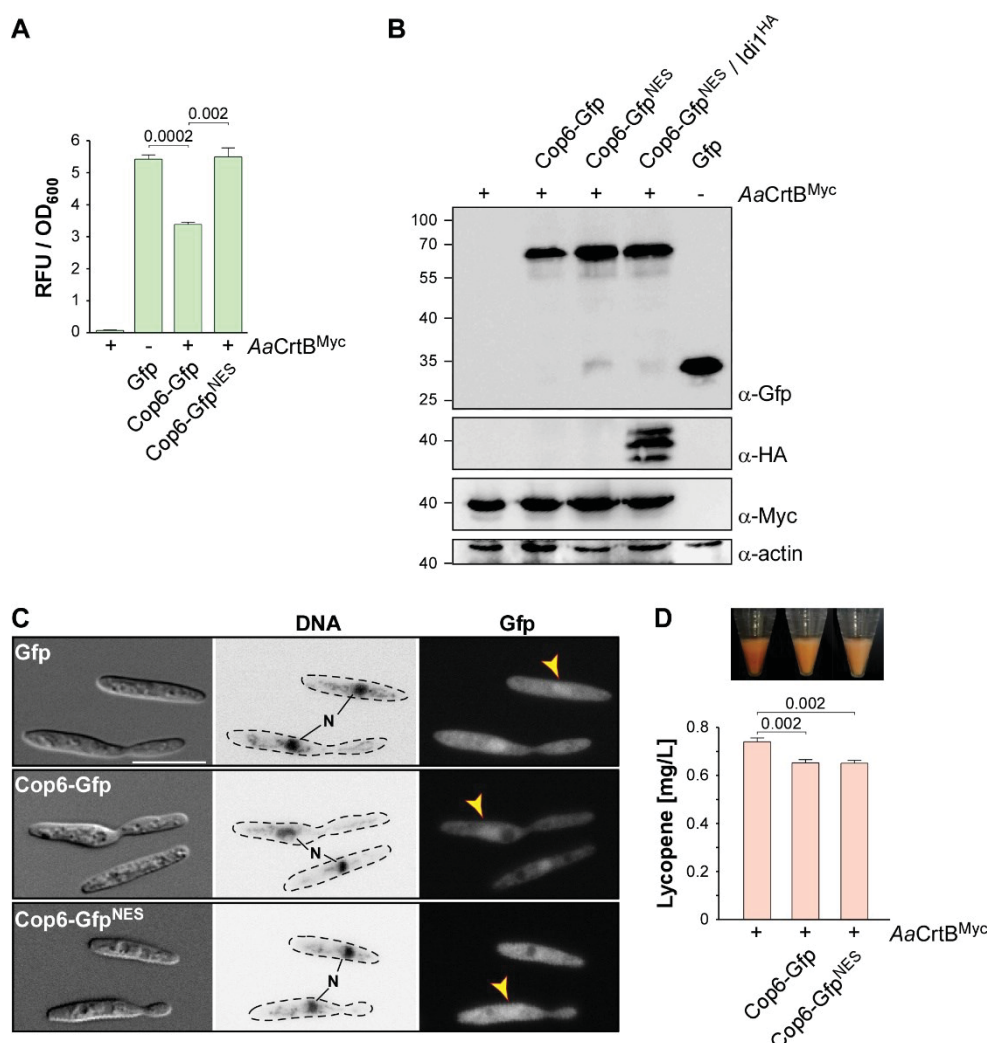 A
0.002
0.0002
6
5
4
3
2
1
0
RFU / OD600
+ - + + AaCrtBMyc
Gfp
Cop6-Gfp
Cop6-GfpNES
B
Cop6-Gfp
Cop6-GfpNES
Cop6-GfpNES / Idi1HA
Gfp
+ + + + - AaCrtBMyc
100
70
55
40
35
25
α-Gfp
40
α-HA
40
α-Myc
40
α-actin
C
DNA
Gfp
Gfp
N
Cop6-Gfp
N
Cop6-GfpNES
N
D
0.002
0.002
0.8
0.6
0.4
0.2
0
Lycopene [mg/L]
+ + + AaCrtBMyc
Cop6-Gfp
Cop6-GfpNES